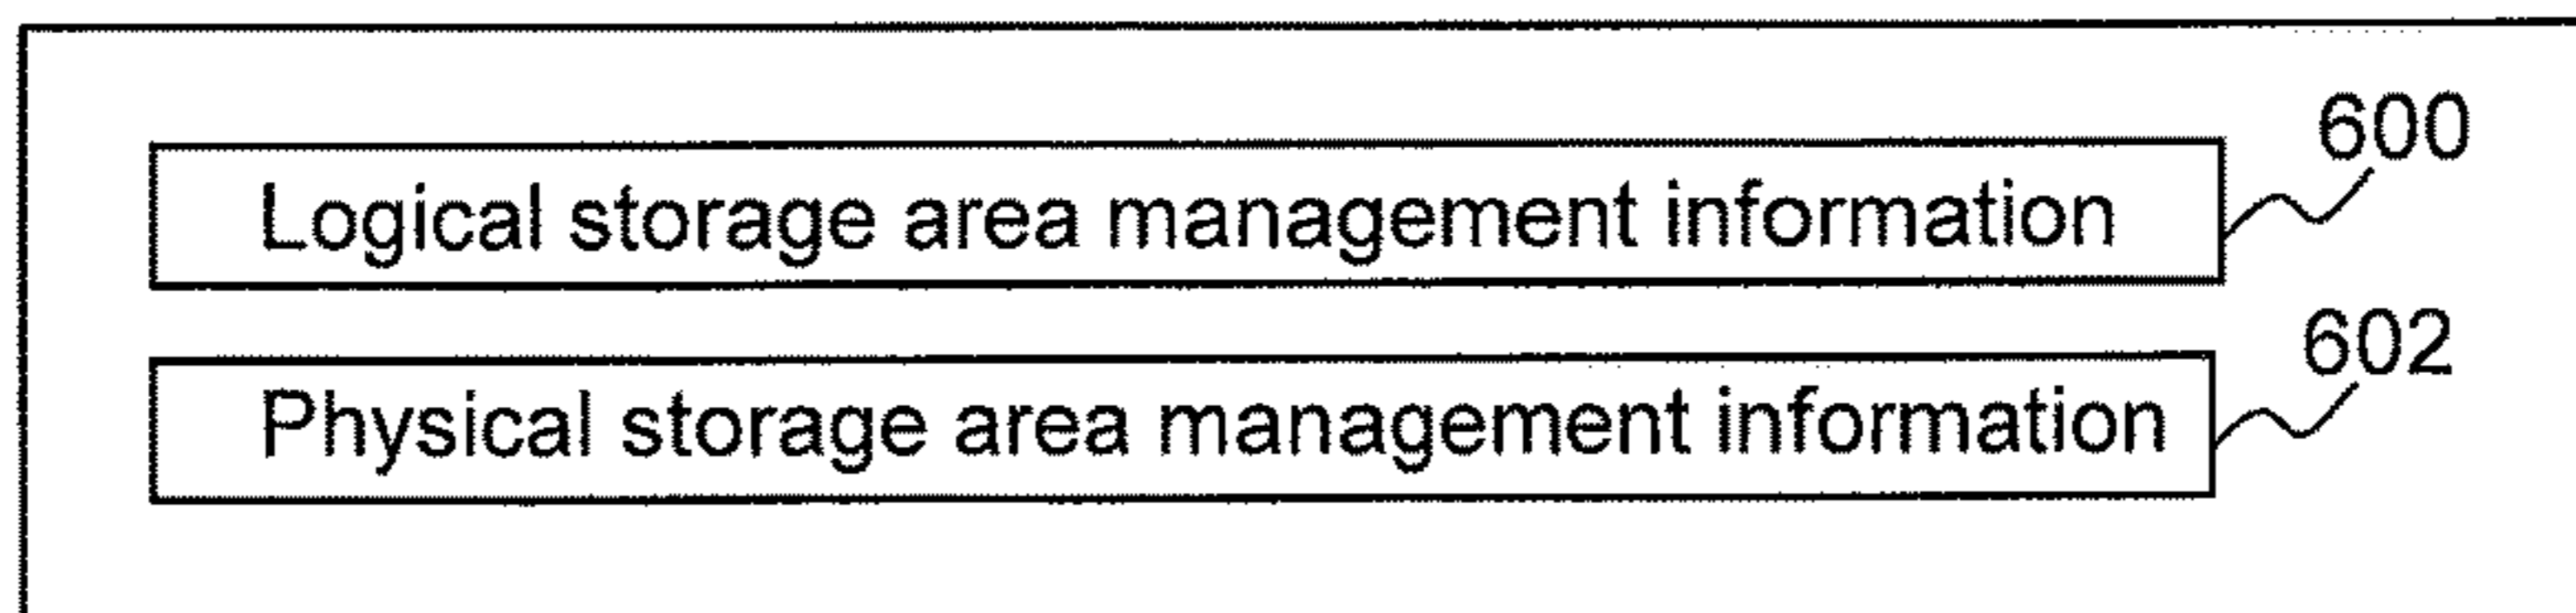 600
Logical storage area management information
602
Physical storage area management information